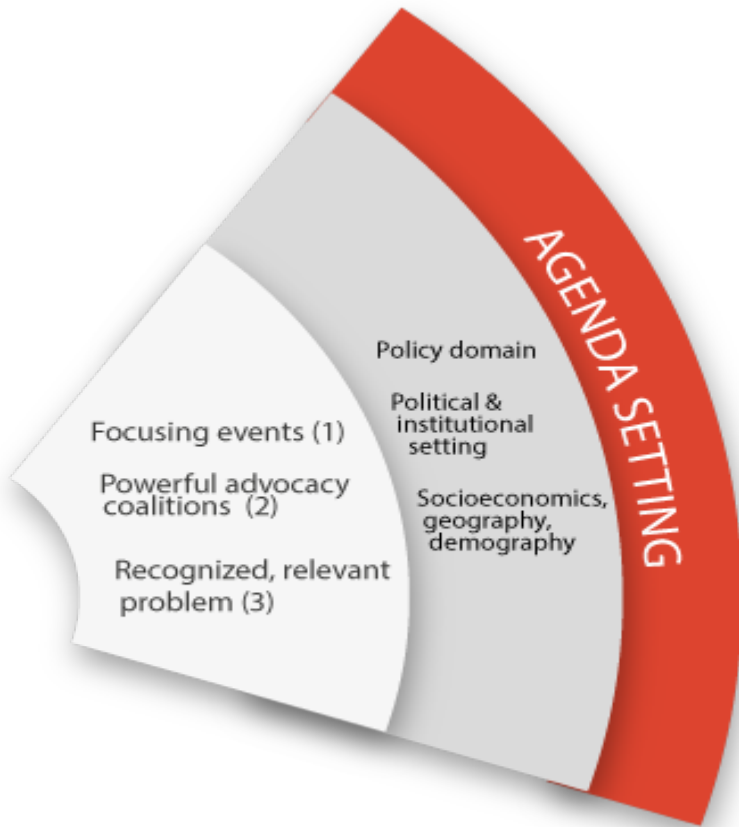 AGENDA SETTING
Policy domain
Political &
institutional
setting
Socioeconomics,
geography,
demography
Focusing events (1)
Powerful advocacy
coalitions (2)
Recognized, relevant
problem (3)